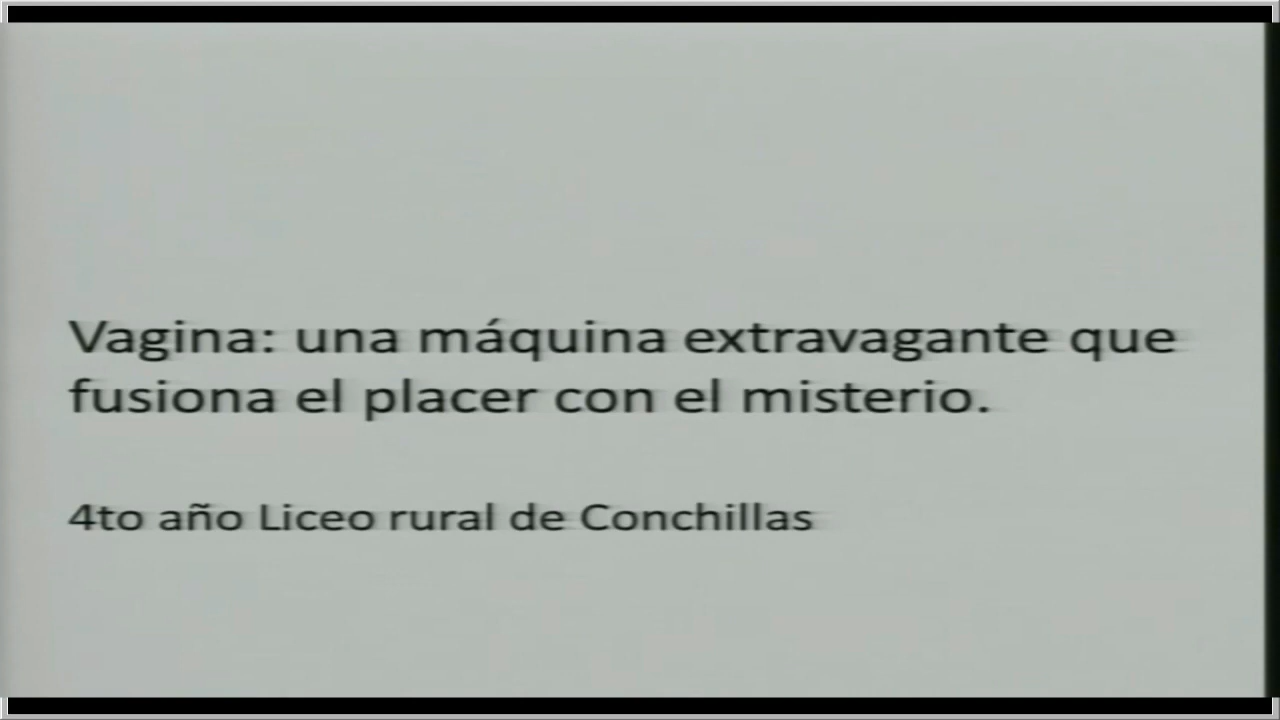 Vagina: una máquina extravagante que
fusiona el placer con el misterio.
4to año Liceo rural de Conchillas